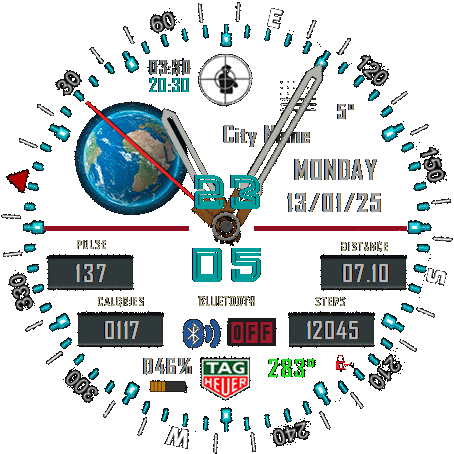 60
E
30
120
03:30
20:30
5°
City Name
MONDAY
13/01/25
23
150
05
PULSE
137
DISTANCE
07.10
S
330
CALORIES
0117
BLUETOOTH
OFF
STEPS
12045
046%
TAG
HEUER
283°
300
210
W
240